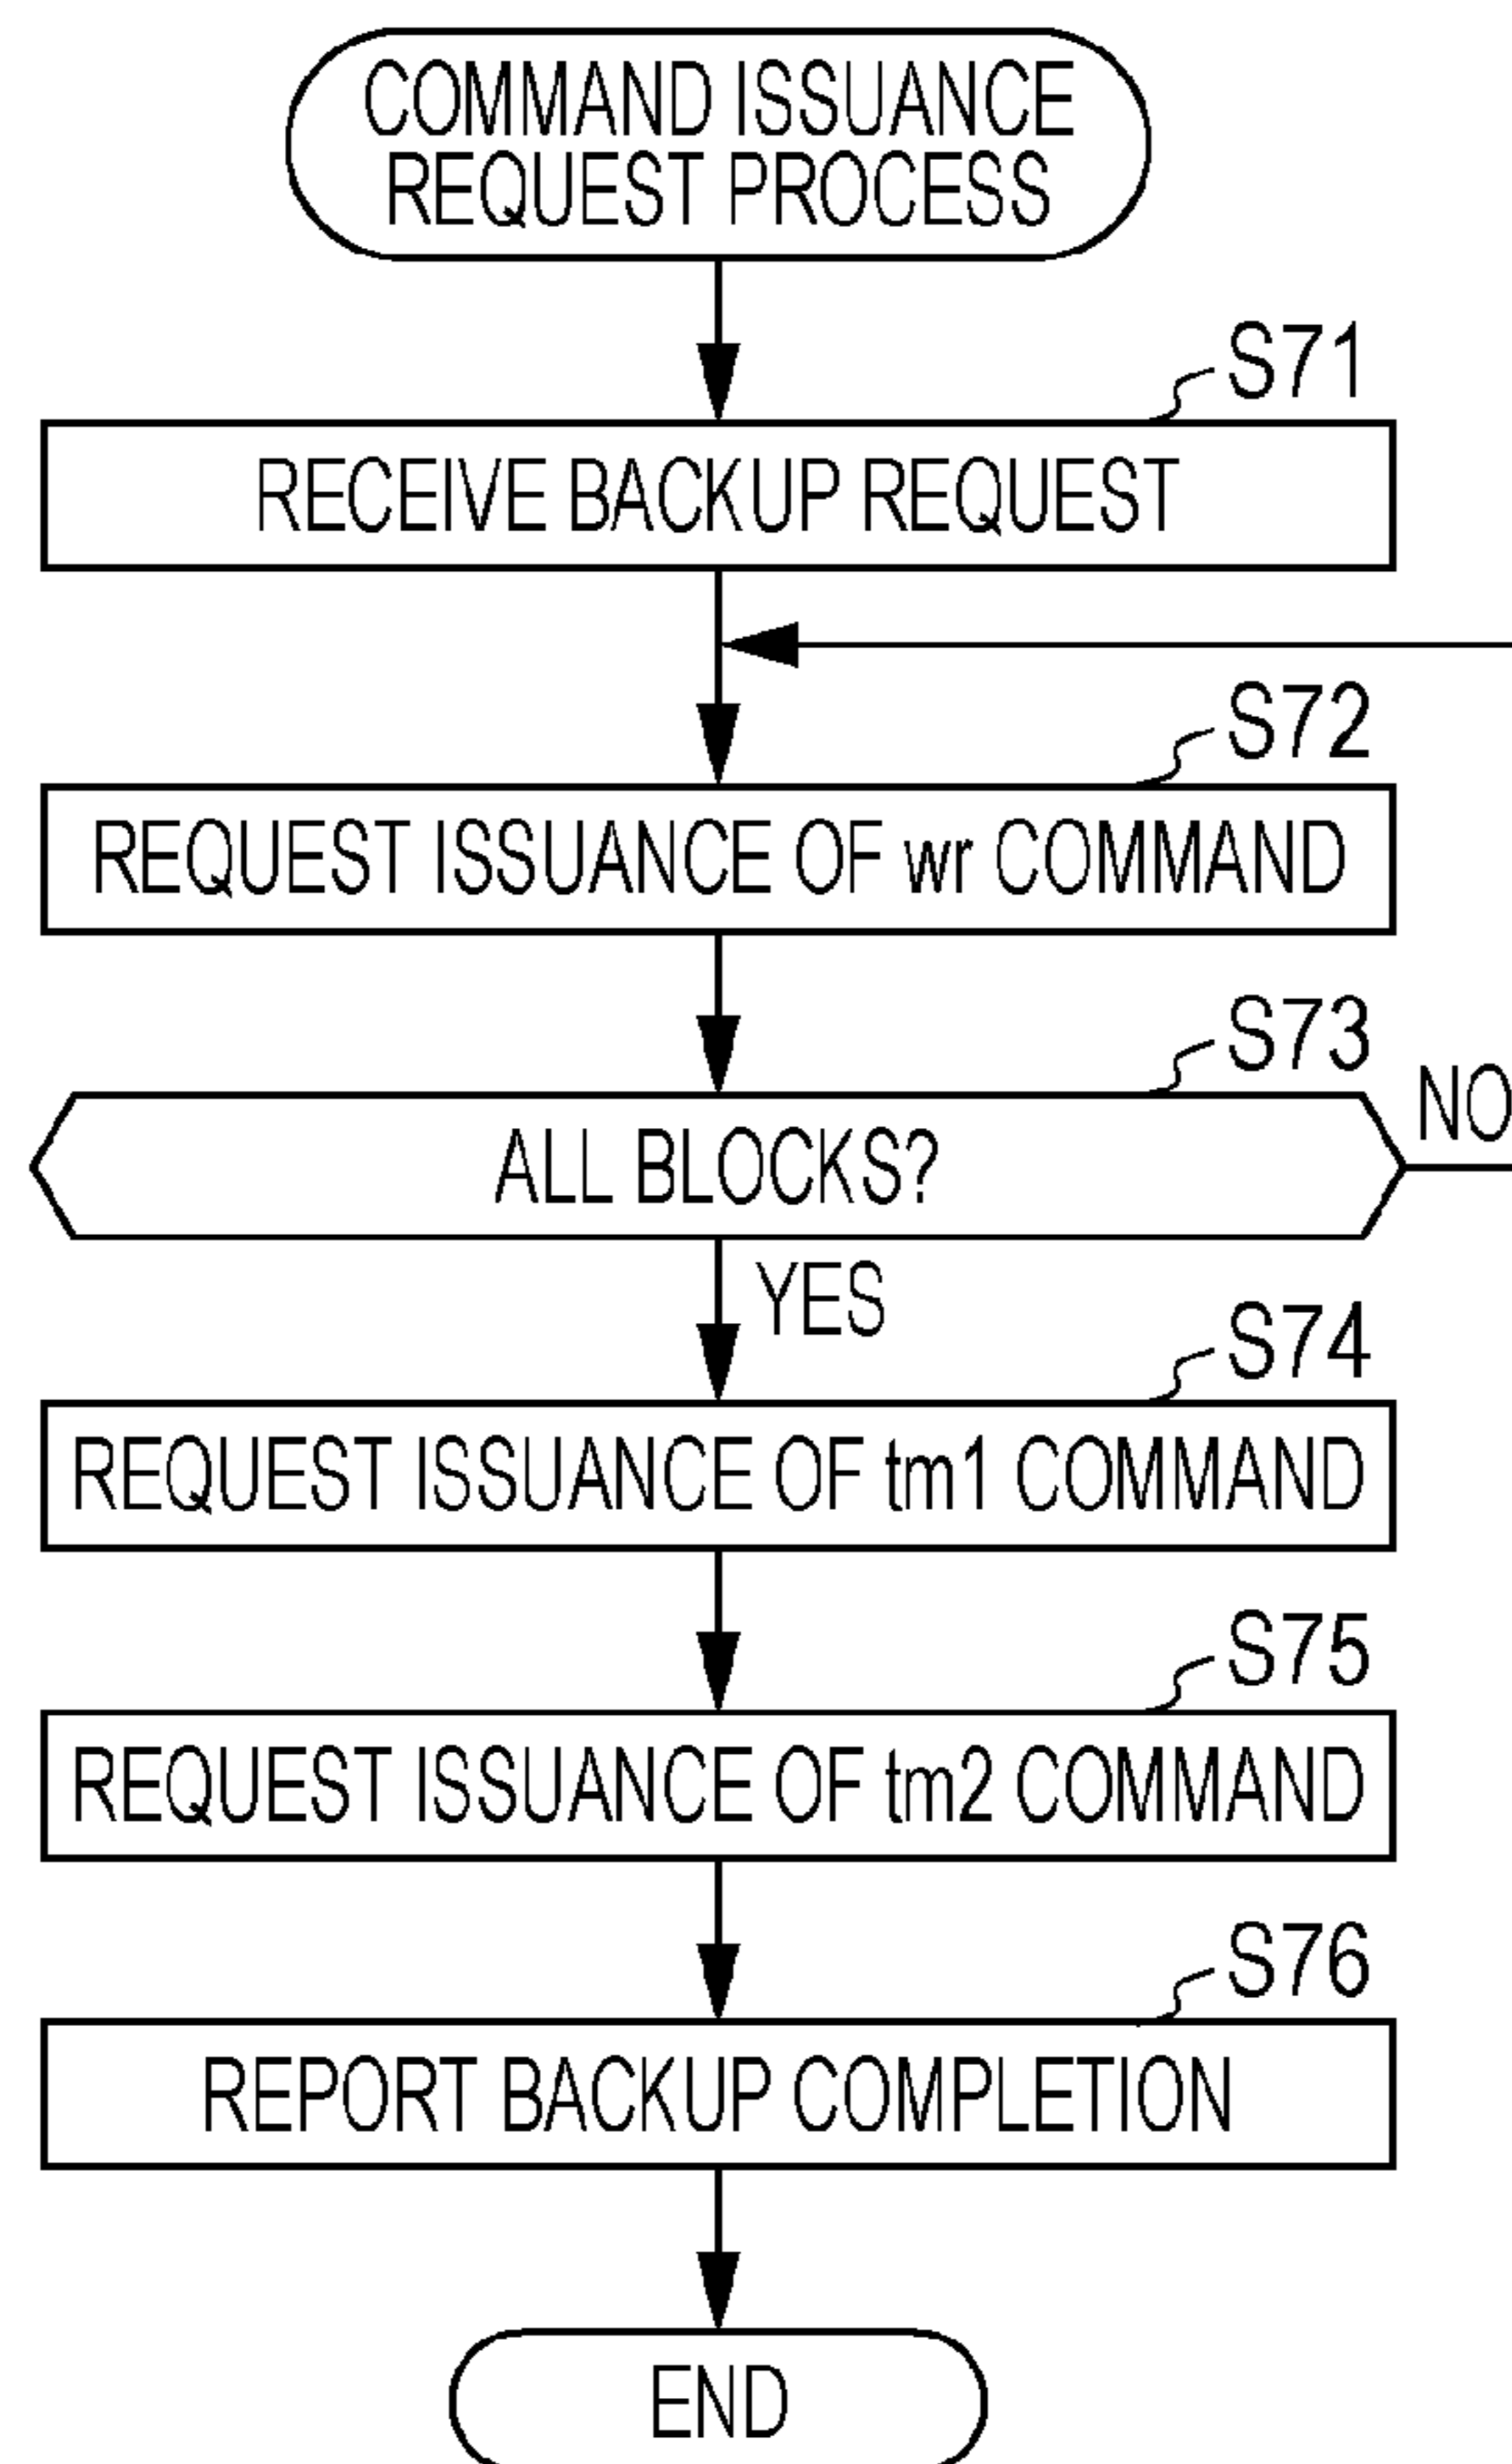 COMMAND ISSUANCE
REQUEST PROCESS
S71
RECEIVE BACKUP REQUEST
S72
REQUEST ISSUANCE OF wr COMMAND
S73
NO
ALL BLOCKS?
YES
S74
REQUEST ISSUANCE OF tm1 COMMAND
S75
REQUEST ISSUANCE OF tm2 COMMAND
S76
REPORT BACKUP COMPLETION
END